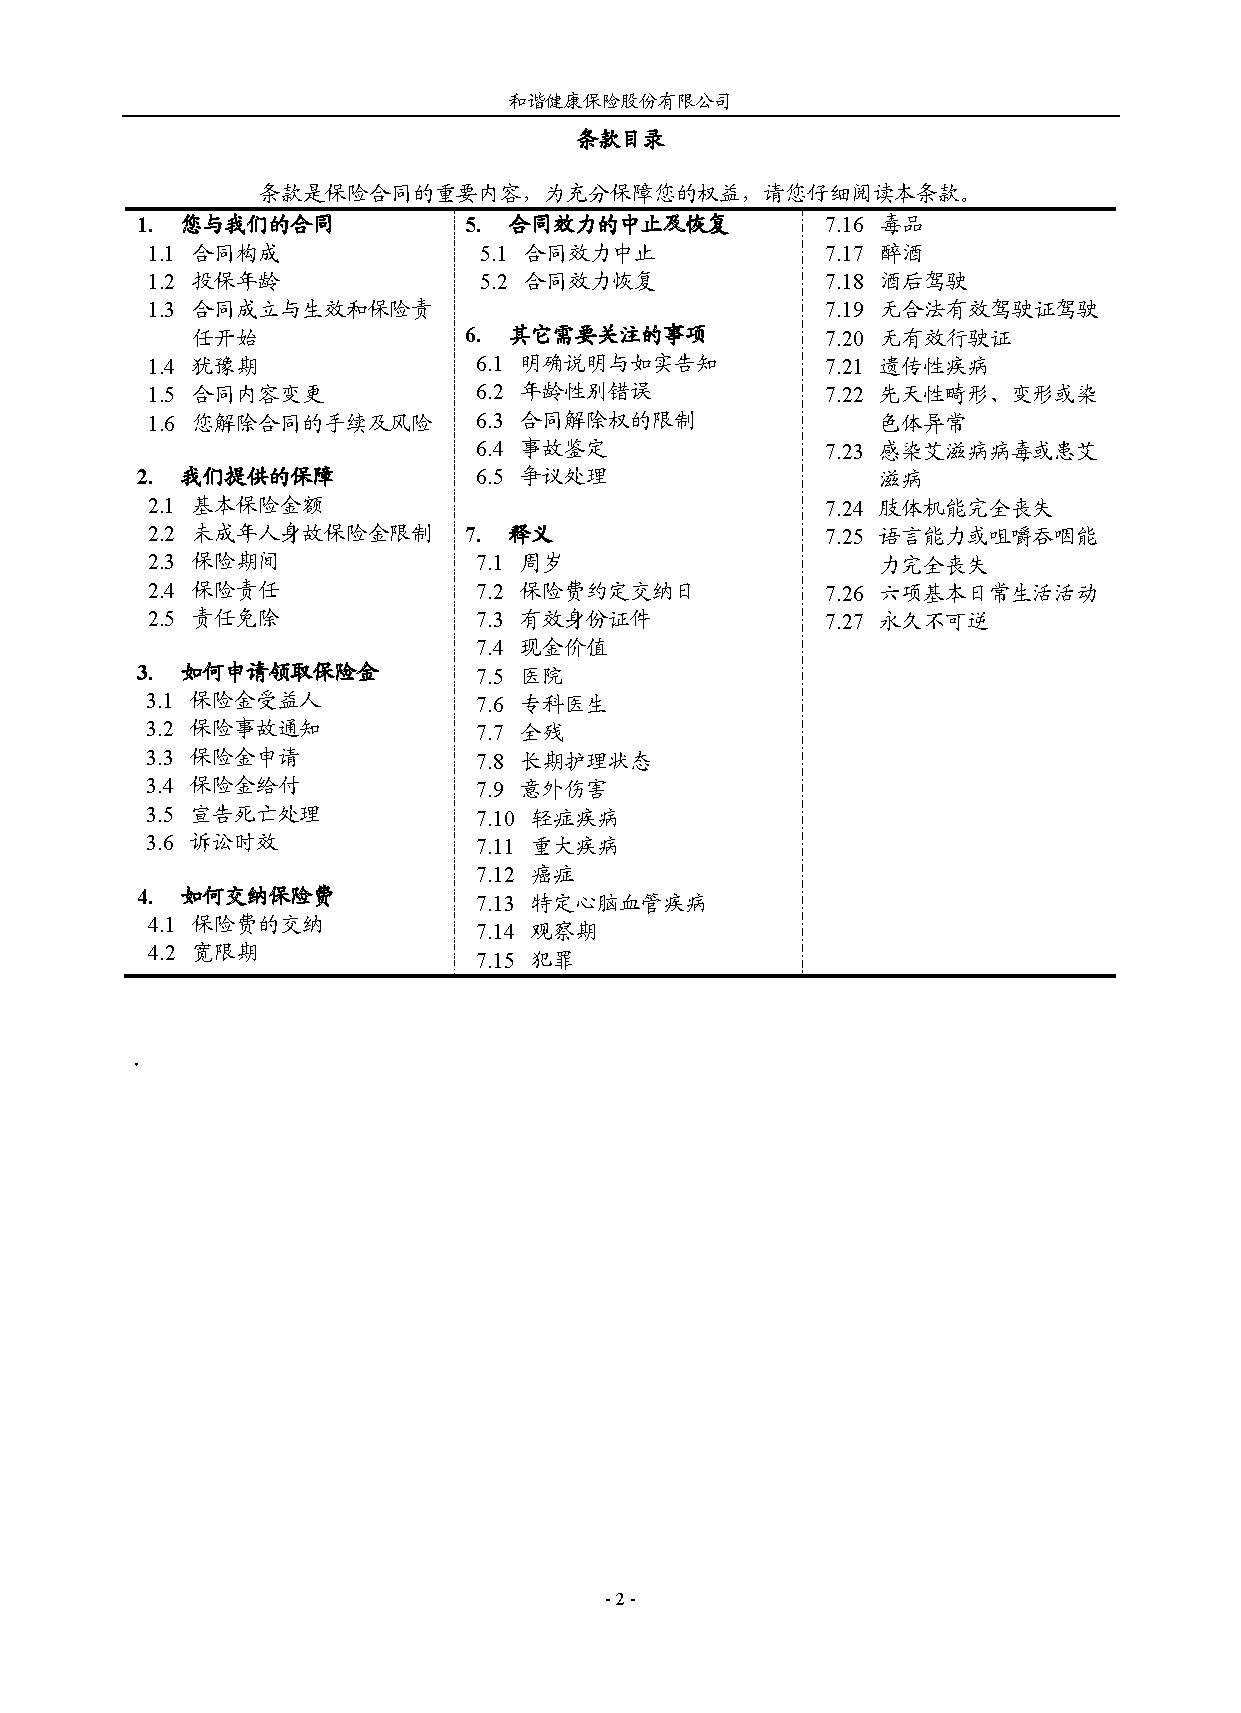 和谐健康保险股份有限公司
条款目录
条款是保险合同的重要内容，为充分保障您的权益，请您仔细阅读本条款。
1. 您与我们的合同
1.1 合同构成
1.2 投保年龄
1.3 合同成立与生效和保险责
任开始
1.4 犹豫期
1.5 合同内容变更
1.6 您解除合同的手续及风险
2. 我们提供的保障
2.1 基本保险金额
2.2 未成年人身故保险金限制
2.3 保险期间
2.4 保险责任
2.5 责任免除
3. 如何申请领取保险金
3.1 保险金受益人
3.2 保险事故通知
3.3 保险金申请
3.4 保险金给付
3.5 宣告死亡处理
3.6 诉讼时效
4. 如何交纳保险费
4.1 保险费的交纳
4.2 宽限期
5. 合同效力的中止及恢复
5.1 合同效力中止
5.2 合同效力恢复
6. 其它需要关注的事项
6.1 明确说明与如实告知
6.2 年龄性别错误
6.3 合同解除权的限制
6.4 事故鉴定
6.5 争议处理
7. 释义
7.1 周岁
7.2 保险费约定交纳日
7.3 有效身份证件
7.4 现金价值
7.5 医院
7.6 专科医生
7.7 全残
7.8 长期护理状态
7.9 意外伤害
7.10 轻症疾病
7.11 重大疾病
7.12 癌症
7.13 特定心脑血管疾病
7.14 观察期
7.15 犯罪
7.16 毒品
7.17 醉酒
7.18 酒后驾驶
7.19 无合法有效驾驶证驾驶
7.20 无有效行驶证
7.21 遗传性疾病
7.22 先天性畸形、变形或染
色体异常
7.23 感染艾滋病病毒或患艾
滋病
7.24 肢体机能完全丧失
7.25 语言能力或咀嚼吞咽能
力完全丧失
7.26 六项基本日常生活活动
7.27 永久不可逆
.
- 2 -